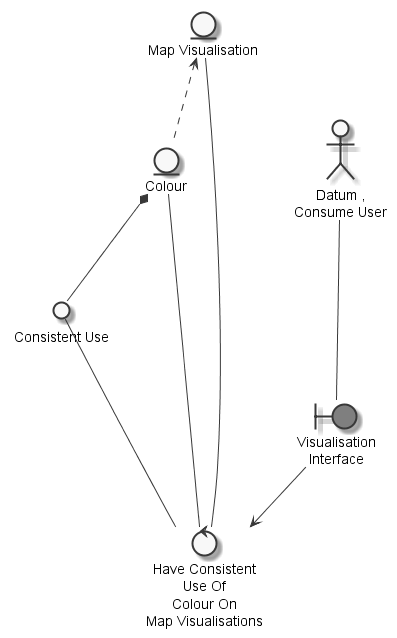 Map Visualisation
Colour
Datum ,
Consume User
Consistent Use
Visualisation
Interface
Have Consistent
Use Of
Colour On
Map Visualisations